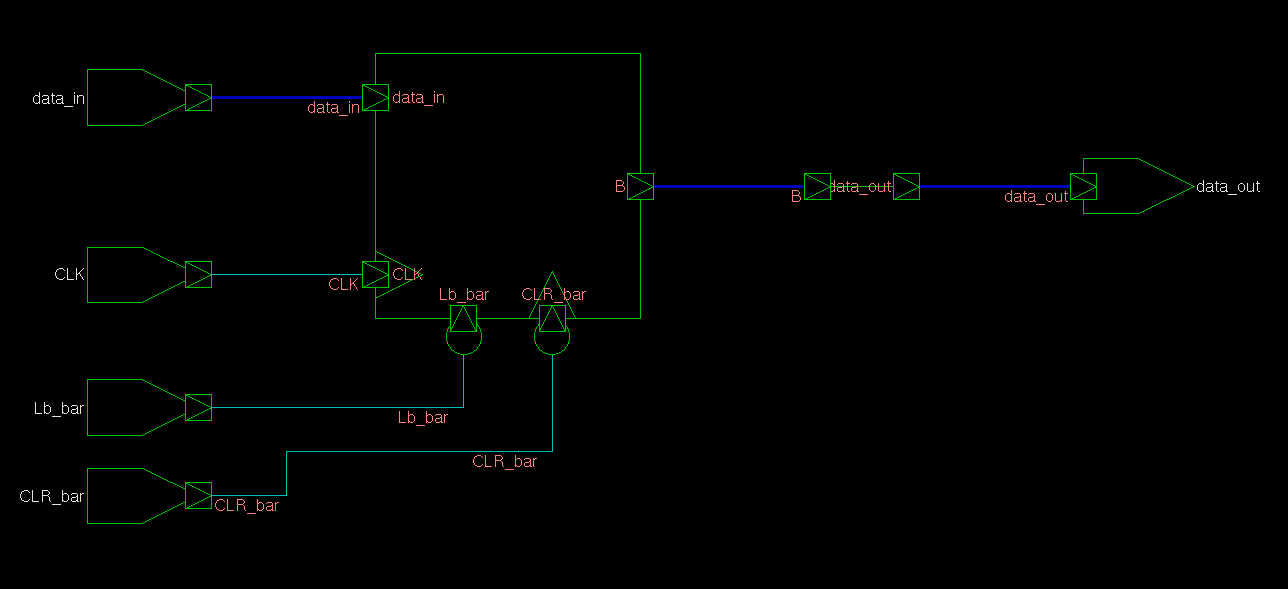 data_in
data_in
data_in
B
B
data_out
data_out
data_out
CLK
CLK
CLK
Lb_bar
CLR_bar
Lb_bar
Lb_bar
CLR_bar
CLR_bar
CLR_bar